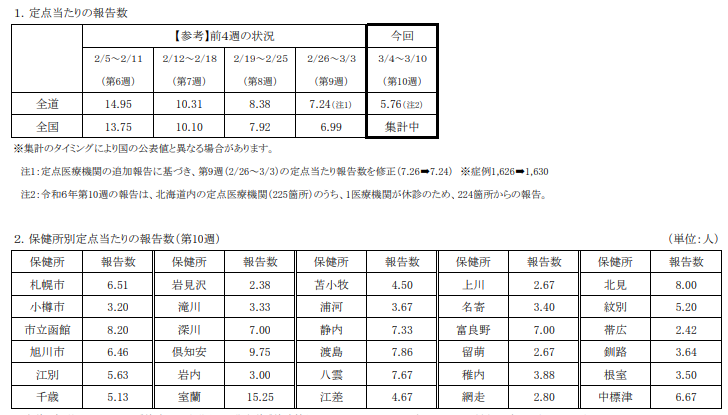 1．定点当たりの報告数
【参考】前4週の状況 今回
2/5～2/11 2/12～2/18 2/19～2/25 2/26～3/3 3/4～3/10
（第6週） （第7週） （第8週） （第9週） （第10週）
全道 14.95 10.31 8.38 7.24（注1） 5.76（注2）
全国 13.75 10.10 7.92 6.99 集計中
※集計のタイミングにより国の公表値と異なる場合があります。
注1：定点医療機関の追加報告に基づき、第9週（2/26～3/3）の定点当たり報告数を修正（7.26➡7.24） ※症例1,626➡1,630
注2：令和6年第10週の報告は、北海道内の定点医療機関（225箇所）のうち、1医療機関が休診のため、224箇所からの報告。
2．保健所別定点当たりの報告数（第10週） （単位：人）
保健所 報告数 保健所 報告数 保健所 報告数 保健所 報告数 保健所 報告数
札幌市 6.51 岩見沢 2.38 苫小牧 4.50 上川 2.67 北見 8.00
小樽市 3.20 滝川 3.33 浦河 3.67 名寄 3.40 紋別 5.20
市立函館 8.20 深川 7.00 静内 7.33 富良野 7.00 帯広 2.42
旭川市 6.46 倶知安 9.75 渡島 7.86 留萌 2.67 釧路 3.64
江別 5.63 岩内 3.00 八雲 7.67 稚内 3.88 根室 3.50
千歳 5.13 室蘭 15.25 江差 4.67 網走 2.80 中標津 6.67